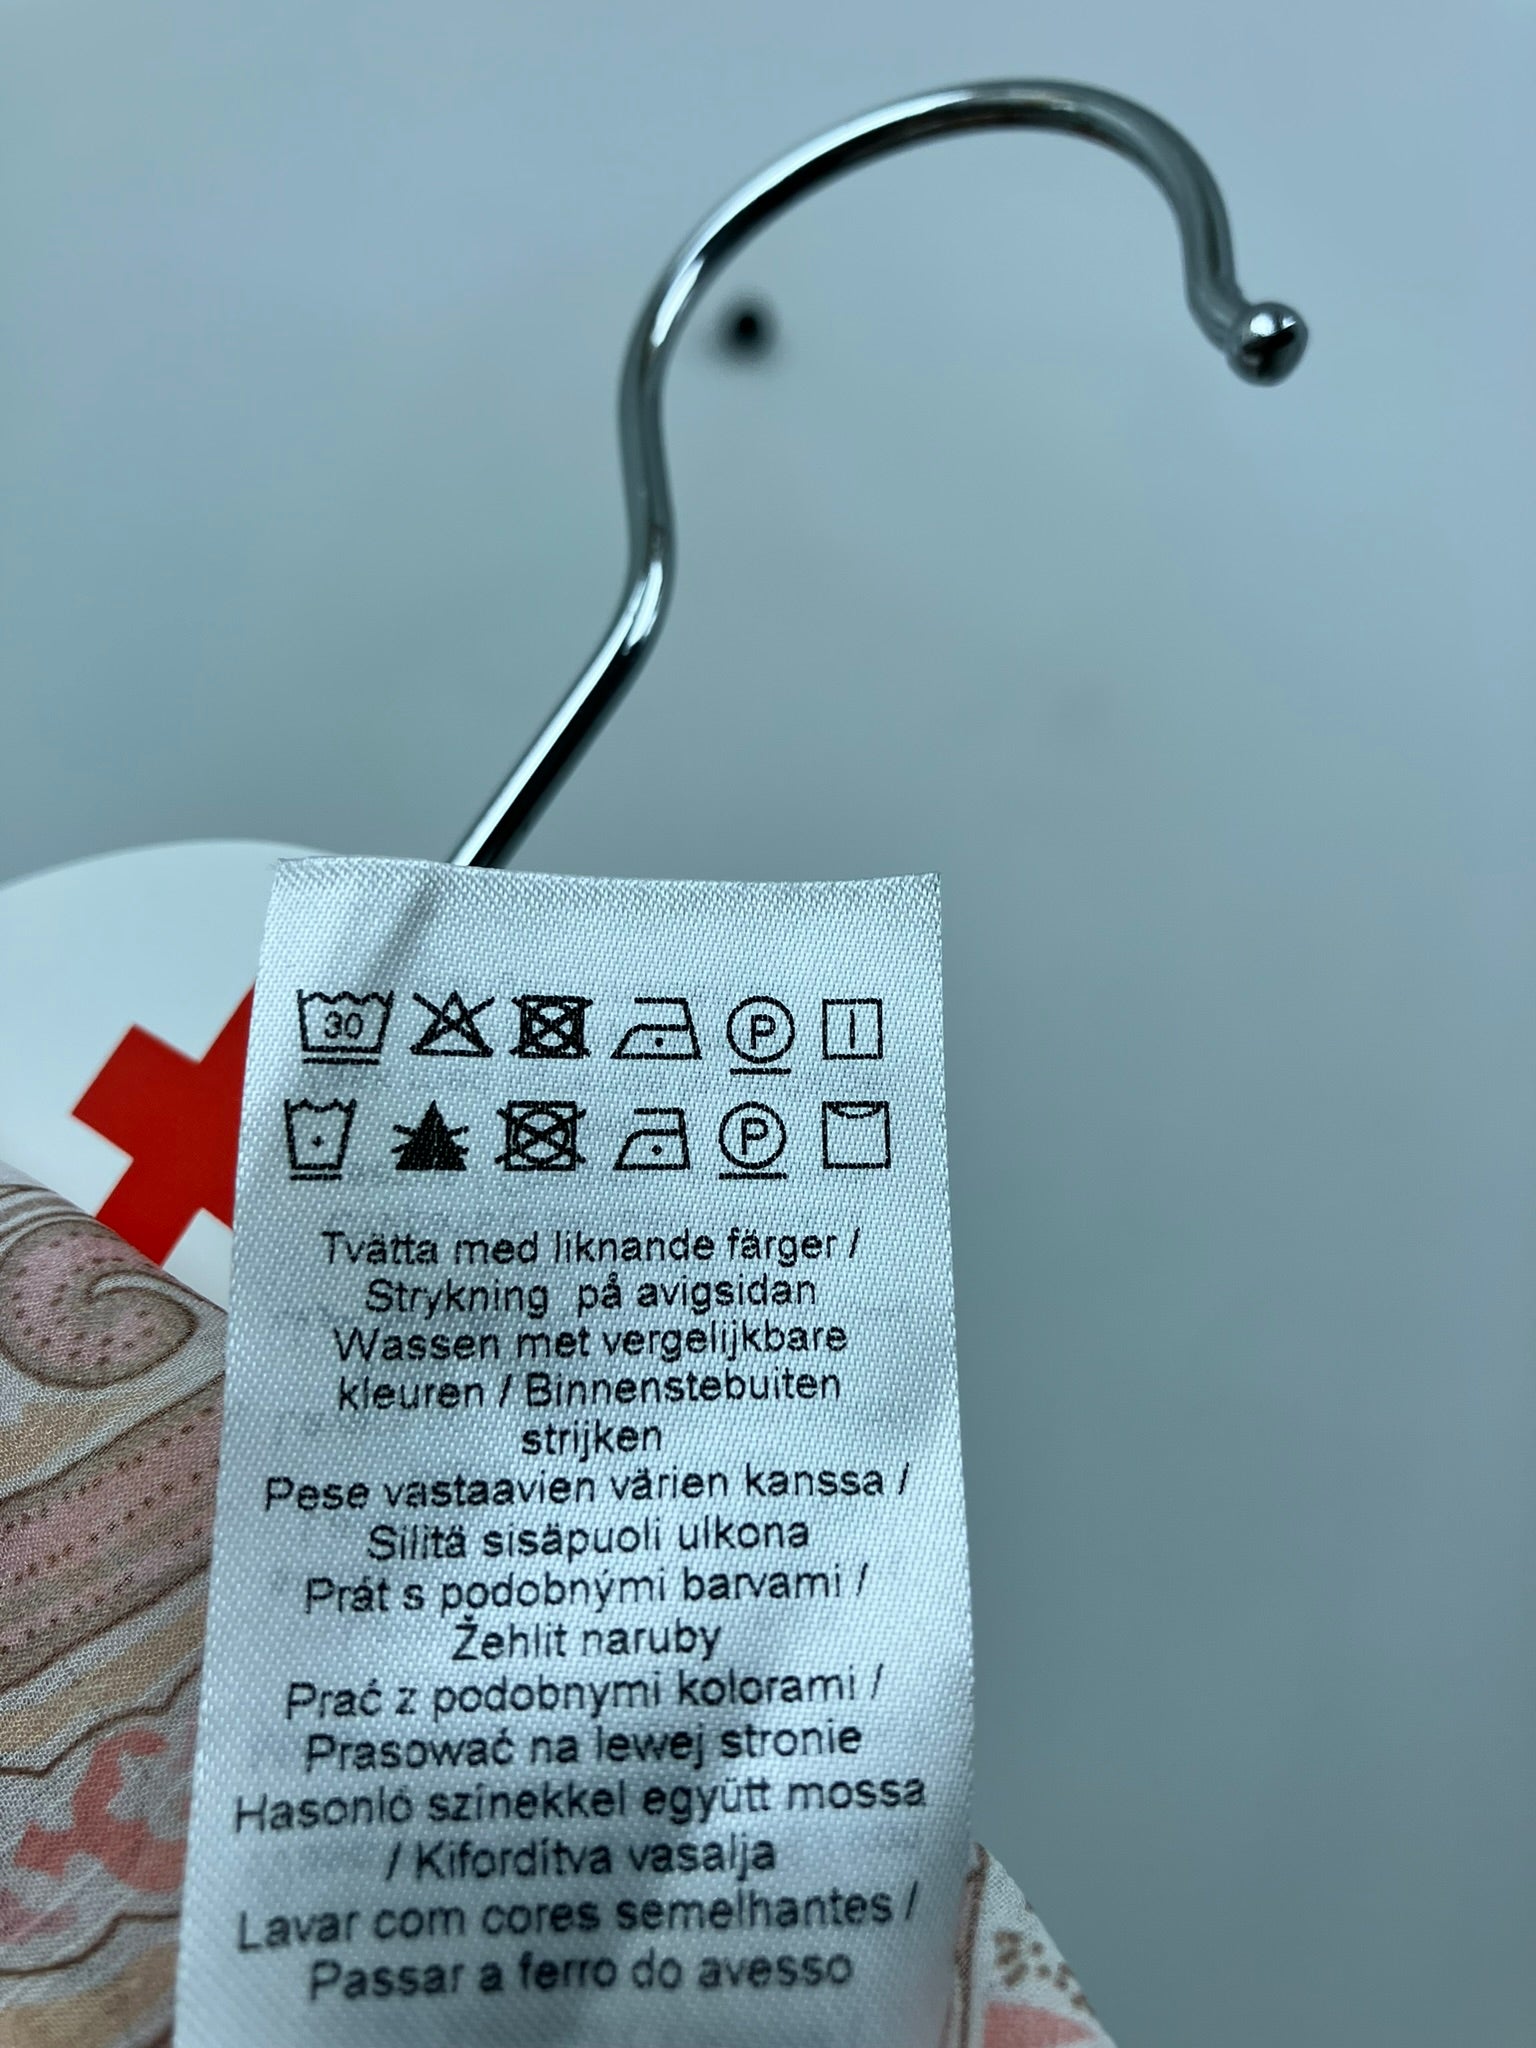 30 P
P
Tvätta med liknande färger /
Strykning på avigsidan
Wassen met vergelijkbare
kleuren / Binnenstebuiten
strijken
Pese vastaavien värien kanssa /
Silitä sisäpuoli ulkona
Prát s podobnými barvami /
Žehlit naruby
Prać z podobnymi kolorami /
Prasować na lewej stronie
Hasonló színekkel együtt mossa
/ Kifordítva vasalja
Lavar com cores semelhantes /
Passar a ferro do avesso